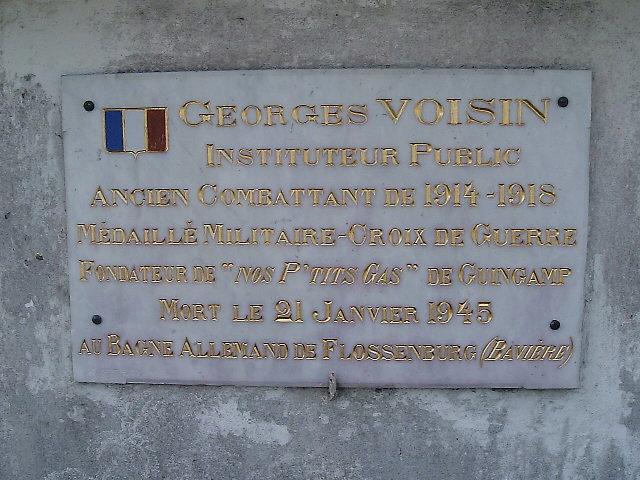 GEORGES VOISIN
INSTITUTEUR PUBLIC
ANCIEN COMBATTANT DE 1914-1918
MÉDAILLÉ MILITAIRE-CROIX DE GUERRE
FONDATEUR DE "NOS P'TITS GAS" DE GUINGAMP
MORT LE 21 JANVIER 1945
AU BAGNE ALLEMAND DE FLOSSENBURG (BAVIÈRE)